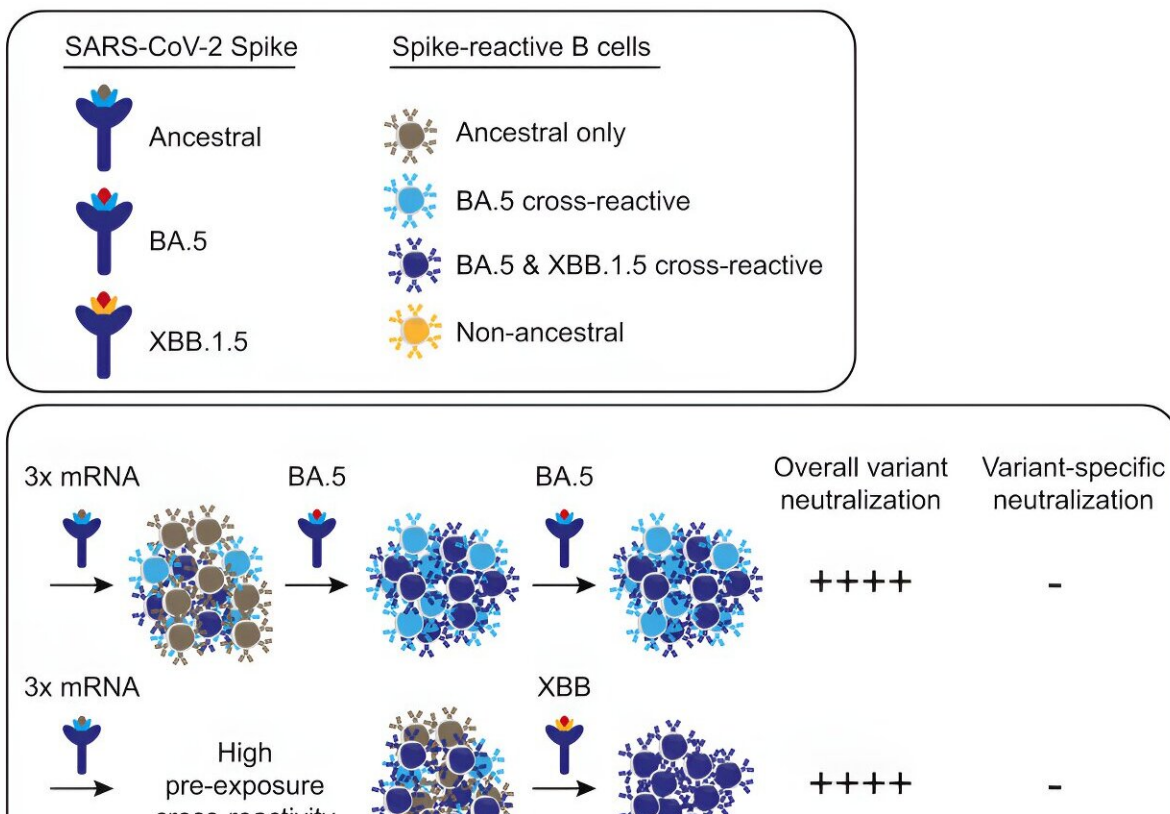 SARS-CoV-2 Spike
Spike-reactive B cells
Ancestral
Ancestral only
BA.5
BA.5 cross-reactive
BA.5 & XBB.1.5 cross-reactive
XBB.1.5
Non-ancestral
3x mRNA
BA.5
BA.5
Overall variant
neutralization
Variant-specific
neutralization
++++
-
3x mRNA
XBB
High
pre-exposure
cross-reactivity
++++
-